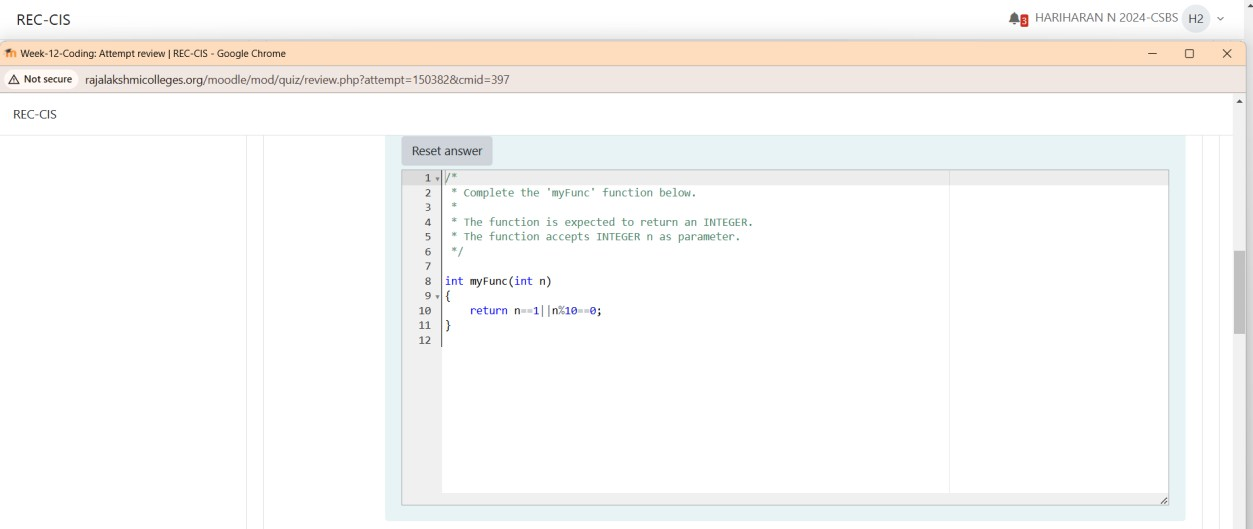 REC-CIS
3 HARIHARAN N 2024-CSBS H2
Week-12-Coding: Attempt review | REC-CIS - Google Chrome
Not secure rajalakshmicolleges.org/moodle/mod/quiz/review.php?attempt=150382&cmid=397
REC-CIS
Reset answer
1 /*
2  * Complete the 'myFunc' function below.
3  *
4  * The function is expected to return an INTEGER.
5  * The function accepts INTEGER n as parameter.
6  */
7
8 int myFunc(int n)
9 {
10     return n==1||n%10==0;
11 }
12